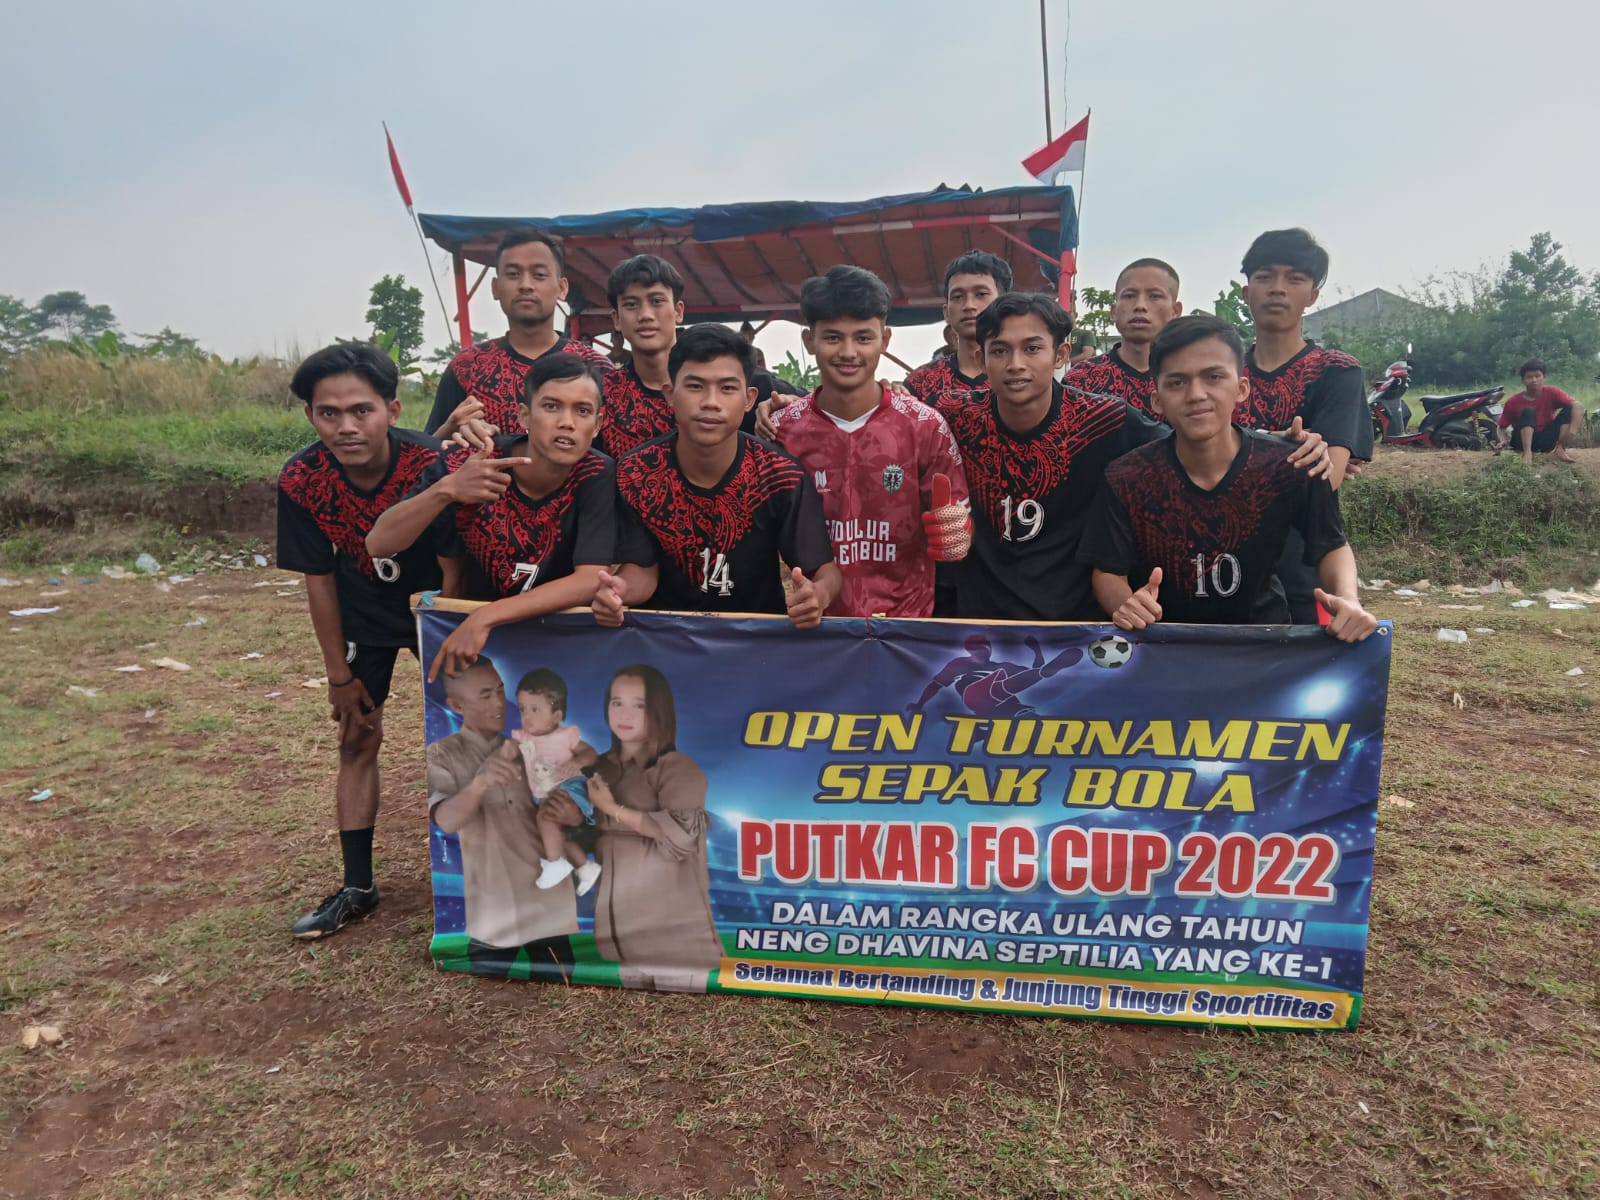 6
7
14
DULUR
19
10
OPEN TURNAMEN
SEPAK BOLA
PUTKAR FC CUP 2022
DALAM RANGKA ULANG TAHUN
NENG DHAVINA SEPTILIA YANG KE-1
Selamat Bertanding & Junjung Tinggi Sportifitas